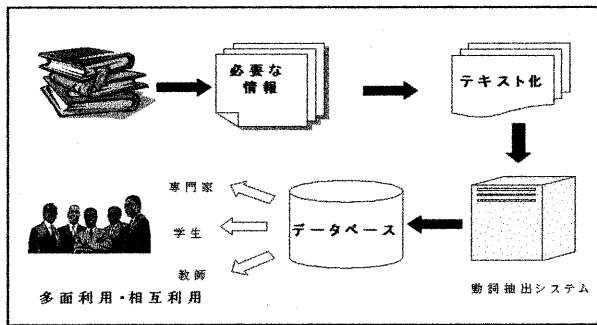 必要な
情報
テキスト化
専門家
学生
教師
データベース
多面利用・相互利用
動詞抽出システム